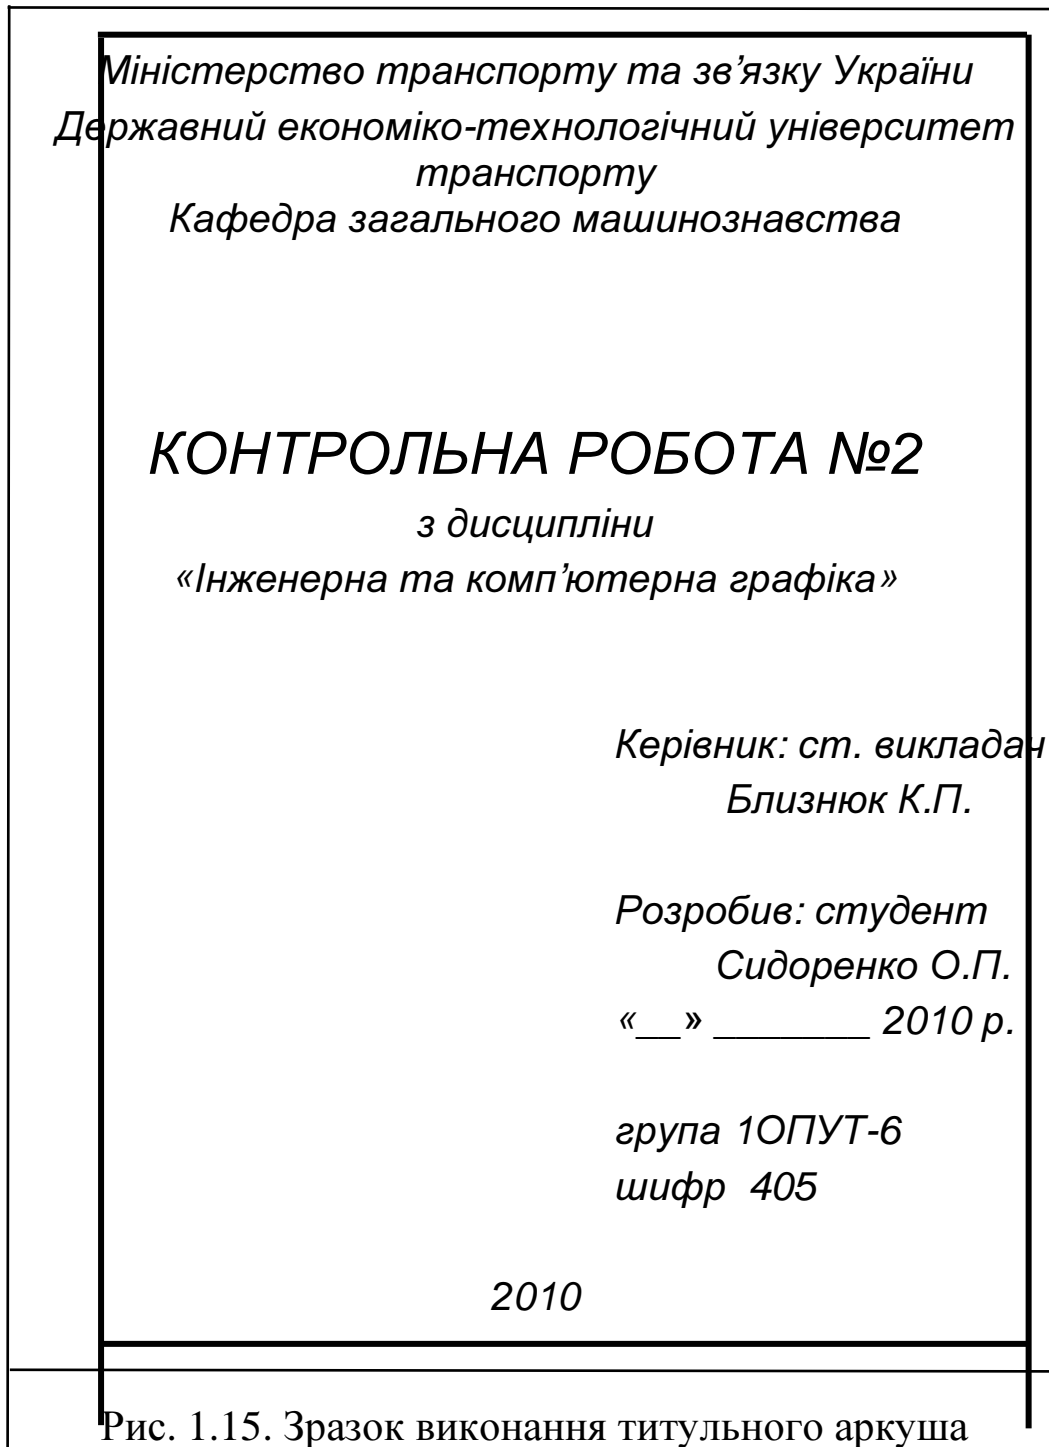 Міністерство транспорту та зв’язку України
Державний економіко-технологічний університет
транспорту
Кафедра загального машинознавства
КОНТРОЛЬНА РОБОТА №2
з дисципліни
«Інженерна та комп’ютерна графіка»
Керівник: ст. викладач
Близнюк К.П.
Розробив: студент
Сидоренко О.П.
«__» _______ 2010 р.
група 1ОПУТ-6
шифр 405
2010
Рис. 1.15. Зразок виконання титульного аркуша